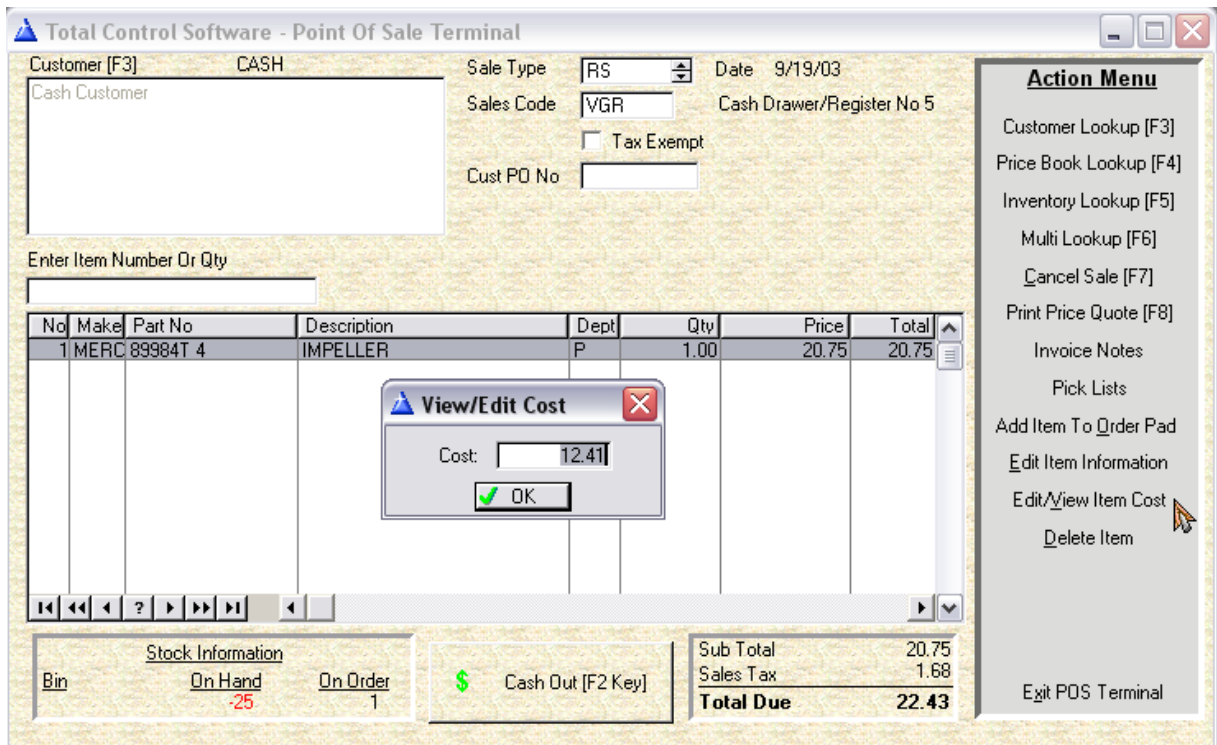 Total Control Software - Point Of Sale Terminal
Customer [F3] CASH
Cash Customer
Sale Type RS Date 9/19/03
Sales Code VGR Cash Drawer/Register No 5
Tax Exempt
Cust PO No
Enter Item Number Or Qty
No Make Part No Description Dept Qty Price Total
1 MERC 89984T 4 IMPELLER P 1.00 20.75 20.75
View/Edit Cost
Cost: 12.41
OK
?
Stock Information
Bin On Hand On Order
-25 1
$ Cash Out [F2 Key]
Sub Total 20.75
Sales Tax 1.68
Total Due 22.43
Action Menu
Customer Lookup [F3]
Price Book Lookup [F4]
Inventory Lookup [F5]
Multi Lookup [F6]
Cancel Sale [F7]
Print Price Quote [F8]
Invoice Notes
Pick Lists
Add Item To Order Pad
Edit Item Information
Edit/View Item Cost
Delete Item
Exit POS Terminal